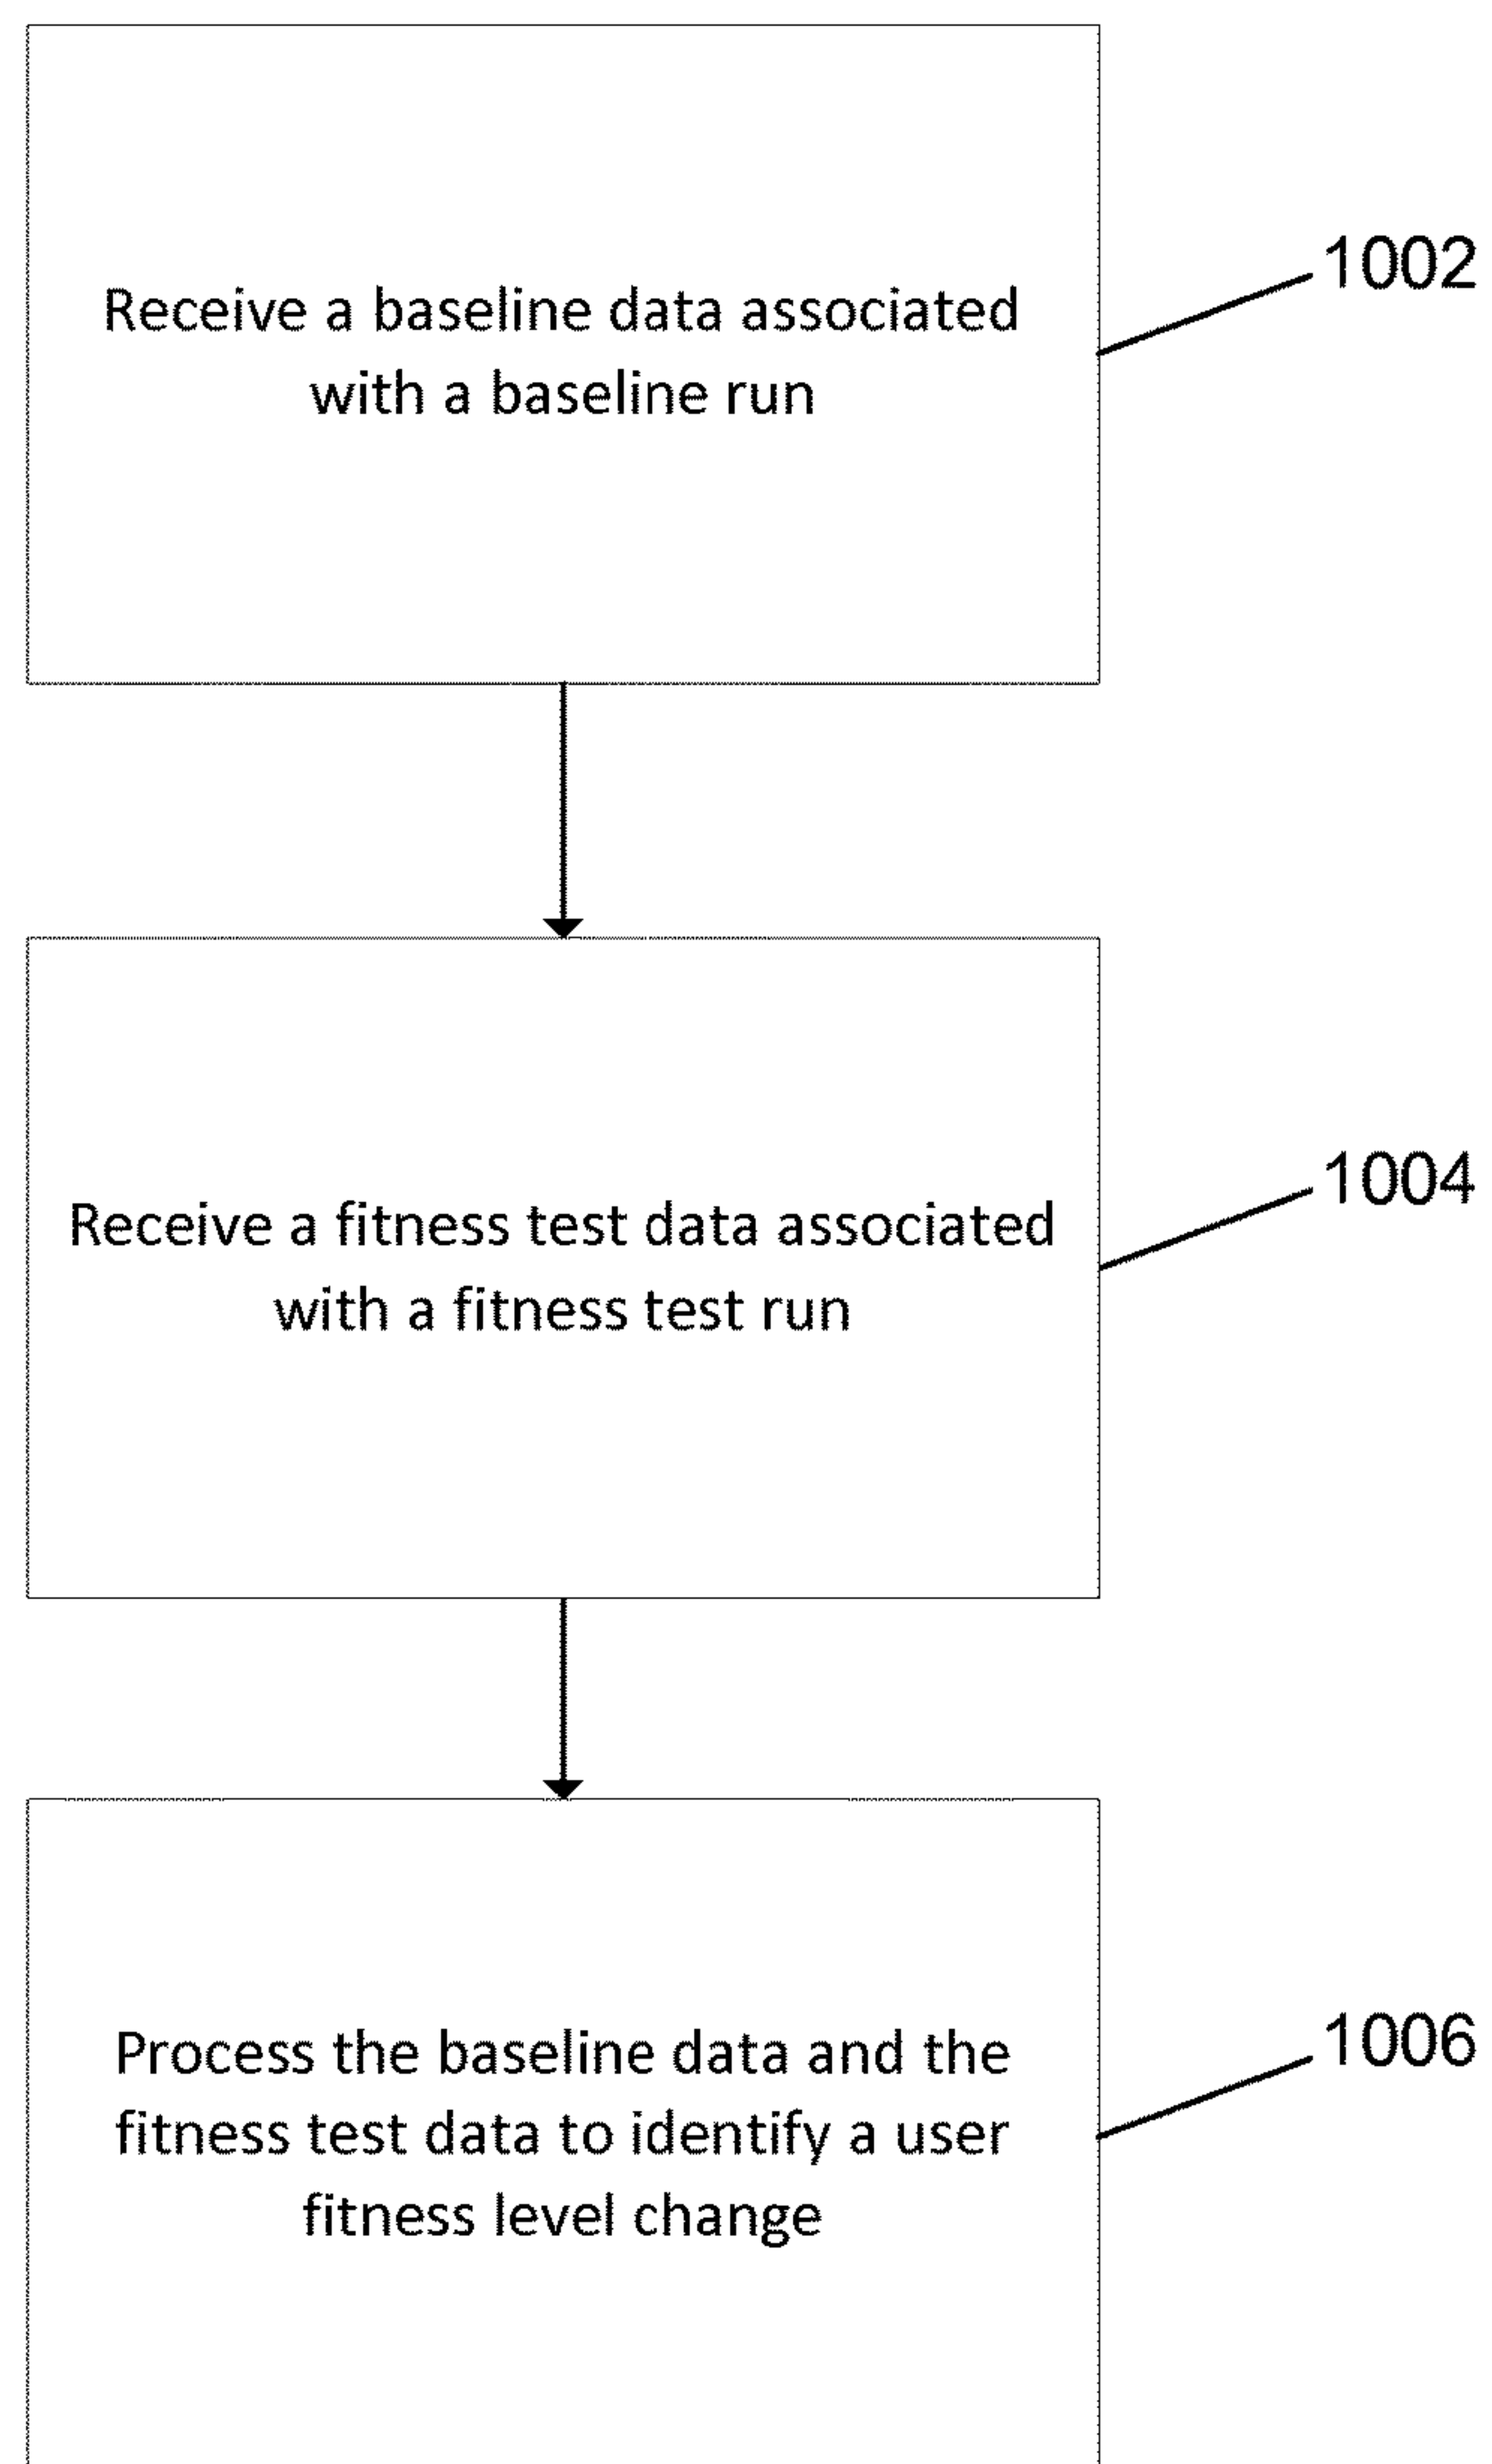 Receive a baseline data associated
with a baseline run
1002
Receive a fitness test data associated
with a fitness test run
1004
Process the baseline data and the
fitness test data to identify a user
fitness level change
1006